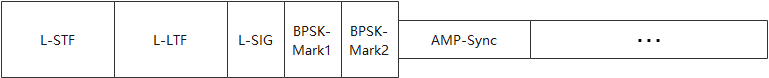 L-STF
L-LTF
L-SIG
BPSK-
Mark1
BPSK-
Mark2
AMP-Sync
...